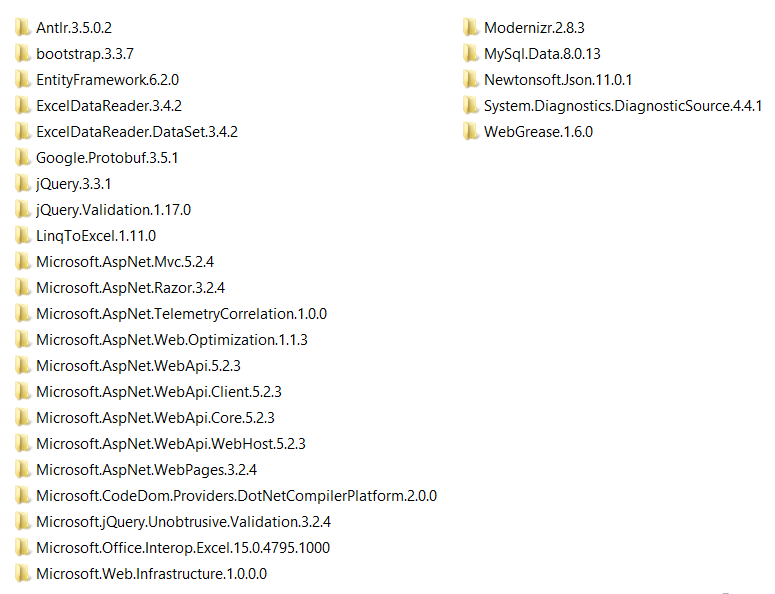 Antlr.3.5.0.2
bootstrap.3.3.7
EntityFramework.6.2.0
ExcelDataReader.3.4.2
ExcelDataReader.DataSet.3.4.2
Google.Protobuf.3.5.1
jQuery.3.3.1
jQuery.Validation.1.17.0
LinqToExcel.1.11.0
Microsoft.AspNet.Mvc.5.2.4
Microsoft.AspNet.Razor.3.2.4
Microsoft.AspNet.TelemetryCorrelation.1.0.0
Microsoft.AspNet.Web.Optimization.1.1.3
Microsoft.AspNet.WebApi.5.2.3
Microsoft.AspNet.WebApi.Client.5.2.3
Microsoft.AspNet.WebApi.Core.5.2.3
Microsoft.AspNet.WebApi.WebHost.5.2.3
Microsoft.AspNet.WebPages.3.2.4
Microsoft.CodeDom.Providers.DotNetCompilerPlatform.2.0.0
Microsoft.jQuery.Unobtrusive.Validation.3.2.4
Microsoft.Office.Interop.Excel.15.0.4795.1000
Microsoft.Web.Infrastructure.1.0.0.0
Modernizr.2.8.3
MySql.Data.8.0.13
Newtonsoft.Json.11.0.1
System.Diagnostics.DiagnosticSource.4.4.1
WebGrease.1.6.0